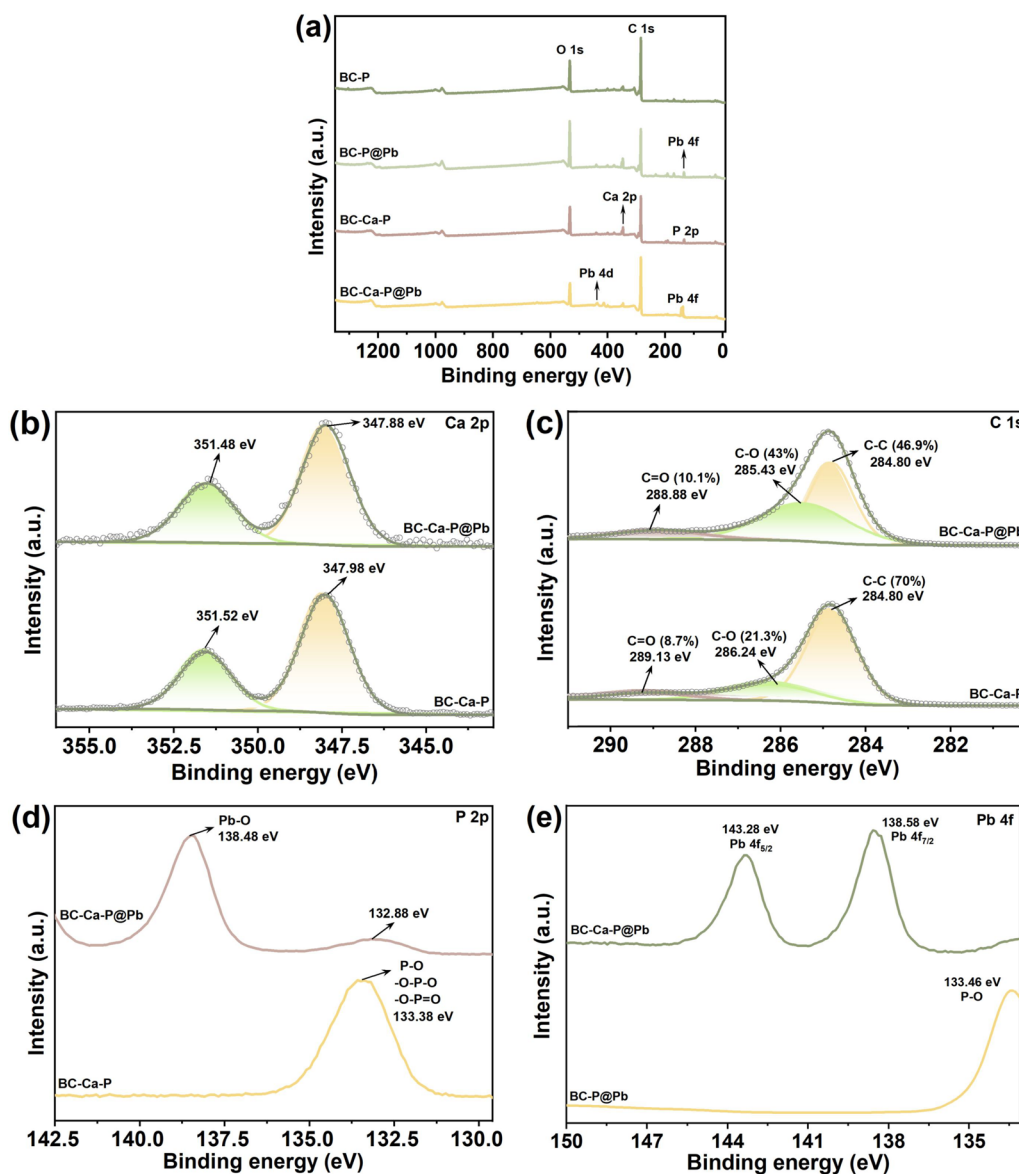 (a)
O 1s
C 1s
BC-P
BC-P@Pb
Pb 4f
Ca 2p
BC-Ca-P
P 2p
Pb 4d
BC-Ca-P@Pb
Pb 4f
Intensity (a.u.)
1200 1000 800 600 400 200 0
Binding energy (eV)
(b)
Ca 2p
347.88 eV
351.48 eV
BC-Ca-P@Pb
347.98 eV
351.52 eV
BC-Ca-P
Intensity (a.u.)
355.0 352.5 350.0 347.5 345.0
Binding energy (eV)
(c)
C 1s
C-C (46.9%)
284.80 eV
C-O (43%)
285.43 eV
C=O (10.1%)
288.88 eV
BC-Ca-P@Pb
C-C (70%)
284.80 eV
C-O (21.3%)
286.24 eV
C=O (8.7%)
289.13 eV
BC-Ca-P
Intensity (a.u.)
290 288 286 284 282
Binding energy (eV)
(d)
P 2p
Pb-O
138.48 eV
BC-Ca-P@Pb
132.88 eV
P-O
-O-P-O
-O-P=O
133.38 eV
BC-Ca-P
Intensity (a.u.)
142.5 140.0 137.5 135.0 132.5 130.0
Binding energy (eV)
(e)
Pb 4f
143.28 eV
Pb 4f5/2
138.58 eV
Pb 4f7/2
BC-Ca-P@Pb
133.46 eV
P-O
BC-P@Pb
Intensity (a.u.)
150 147 144 141 138 135
Binding energy (eV)